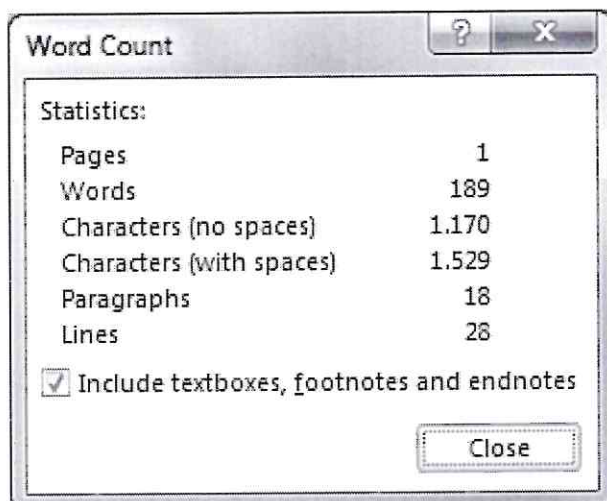 Word Count
Statistics:
Pages 1
Words 189
Characters (no spaces) 1.170
Characters (with spaces) 1.529
Paragraphs 18
Lines 28
Include textboxes, footnotes and endnotes
Close